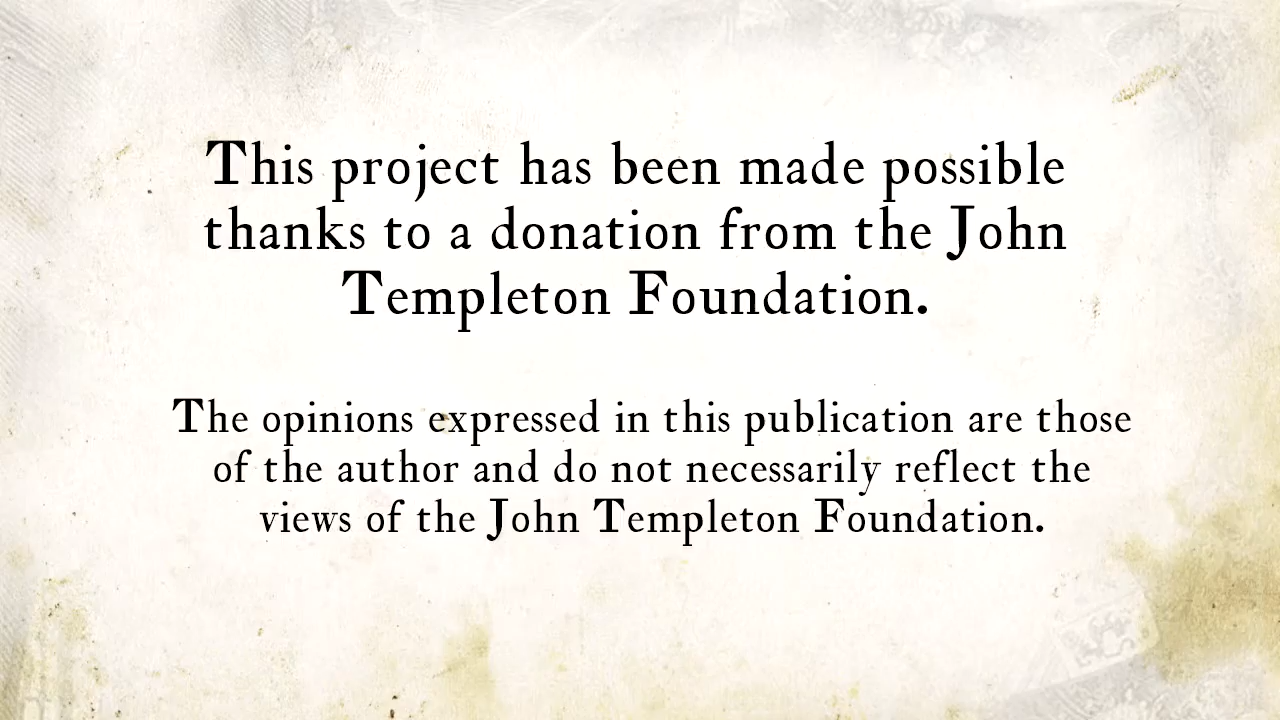 This project has been made possible
thanks to a donation from the John
Templeton Foundation.
The opinions expressed in this publication are those
of the author and do not necessarily reflect the
views of the John Templeton Foundation.